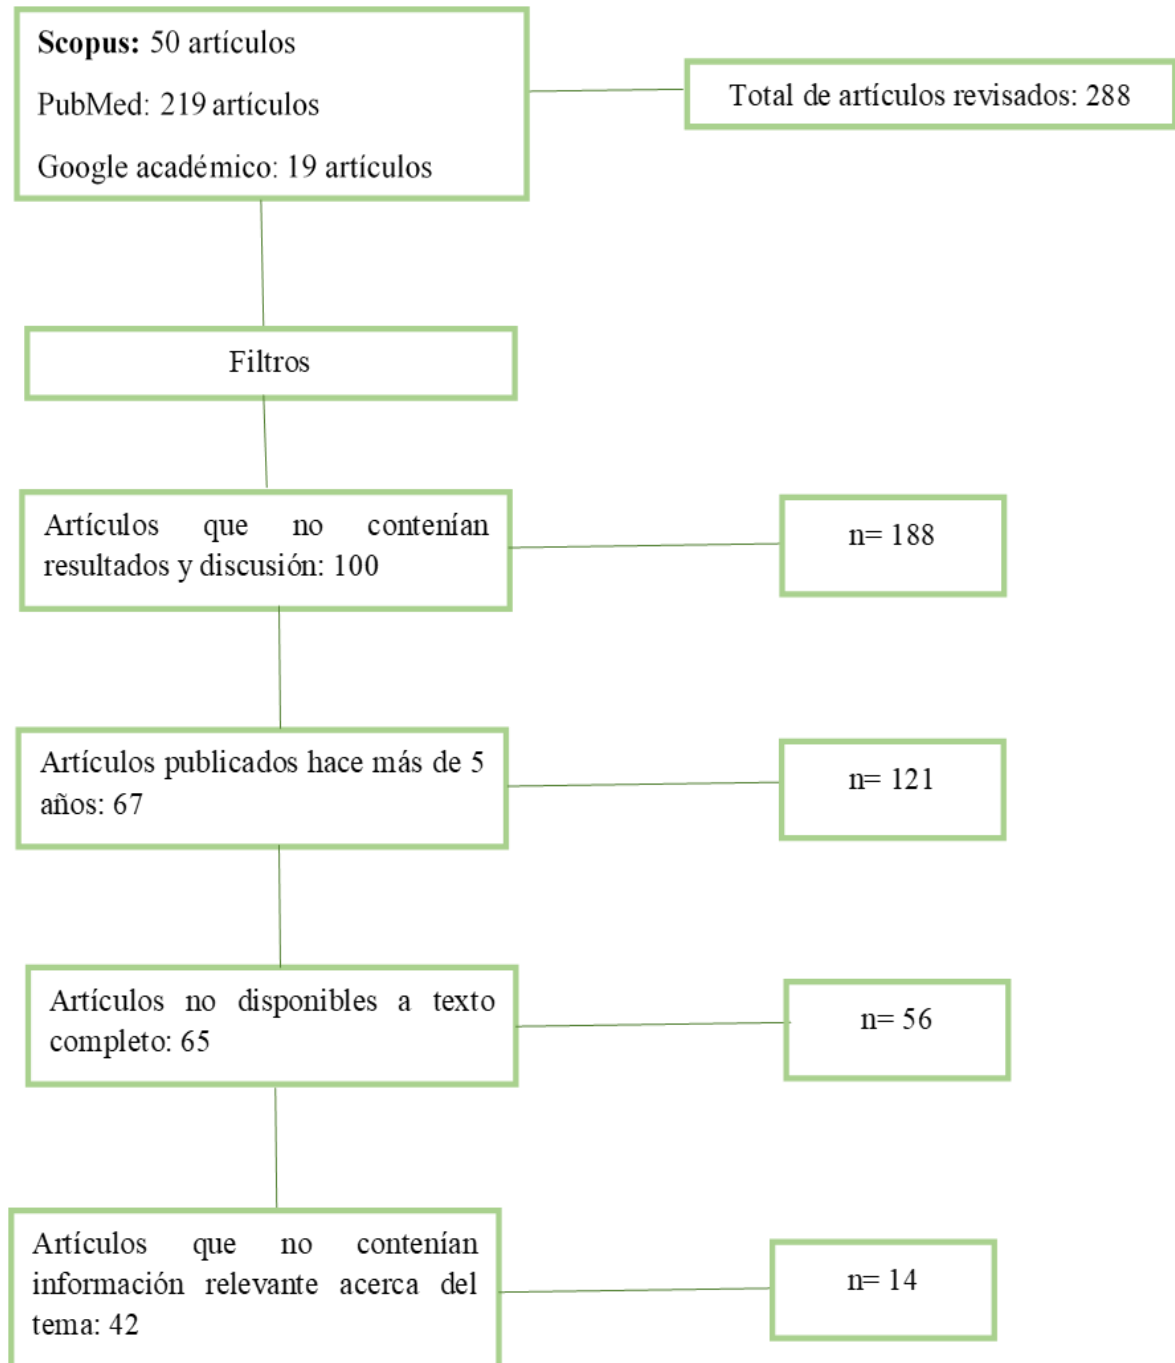 Scopus: 50 artículos
PubMed: 219 artículos
Google académico: 19 artículos
Total de artículos revisados: 288
Filtros
Artículos que no contenían
resultados y discusión: 100
n= 188
Artículos publicados hace más de 5
años: 67
n= 121
Artículos no disponibles a texto
completo: 65
n= 56
Artículos que no contenían
información relevante acerca del
tema: 42
n= 14